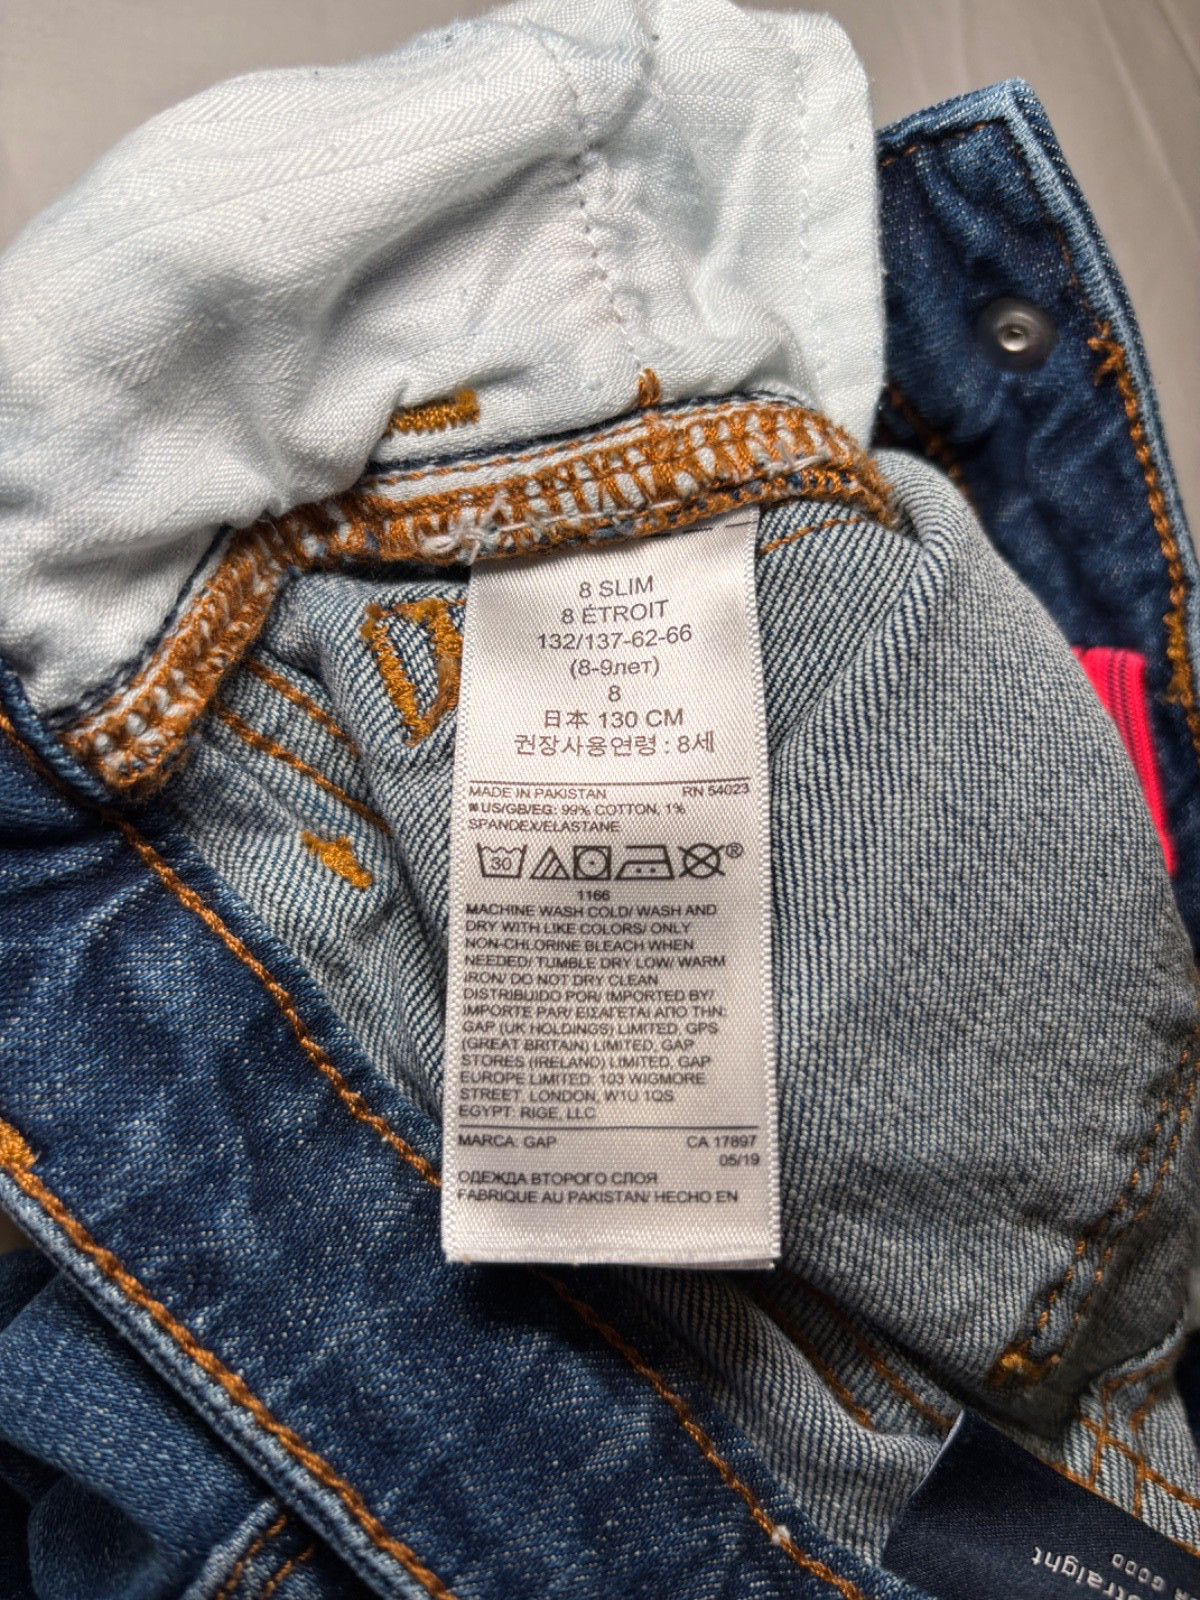 8 SLIM
8 ÉTROIT
132/137-62-66
(8-9лет)
8
日本 130 CM
권장사용연령 : 8세
MADE IN PAKISTAN RN 54023
US/GB/EG: 99% COTTON, 1%
SPANDEX/ELASTANE
30 ®
1166
MACHINE WASH COLD/ WASH AND
DRY WITH LIKE COLORS/ ONLY
NON-CHLORINE BLEACH WHEN
NEEDED/ TUMBLE DRY LOW/ WARM
IRON/ DO NOT DRY CLEAN
DISTRIBUIDO POR/ IMPORTED BY/
IMPORTE PAR/ ΕΙΣΑΓΕΤΑΙ ΑΠΟ ΤΗΝ:
GAP (UK HOLDINGS) LIMITED, GPS
(GREAT BRITAIN) LIMITED, GAP
STORES (IRELAND) LIMITED, GAP
EUROPE LIMITED: 103 WIGMORE
STREET, LONDON, W1U 1QS
EGYPT: RIGE, LLC
MARCA: GAP CA 17897
05/19
ОДЕЖДА ВТОРОГО СЛОЯ
FABRIQUE AU PAKISTAN/ HECHO EN
straight
GOOD